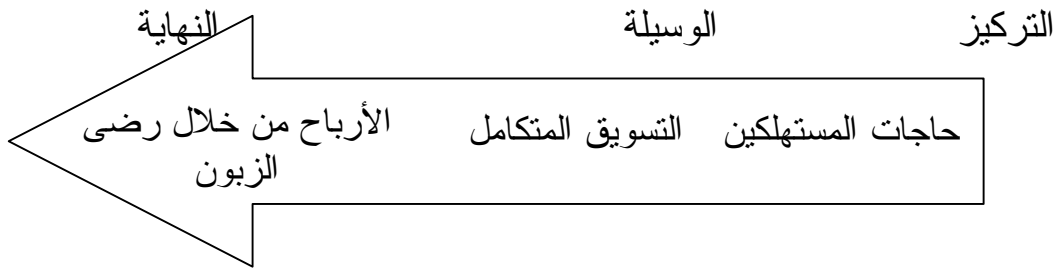 التركيز الوسيلة النهاية
حاجات المستهلكين التسويق المتكامل الأرباح من خلال رضى
الزبون